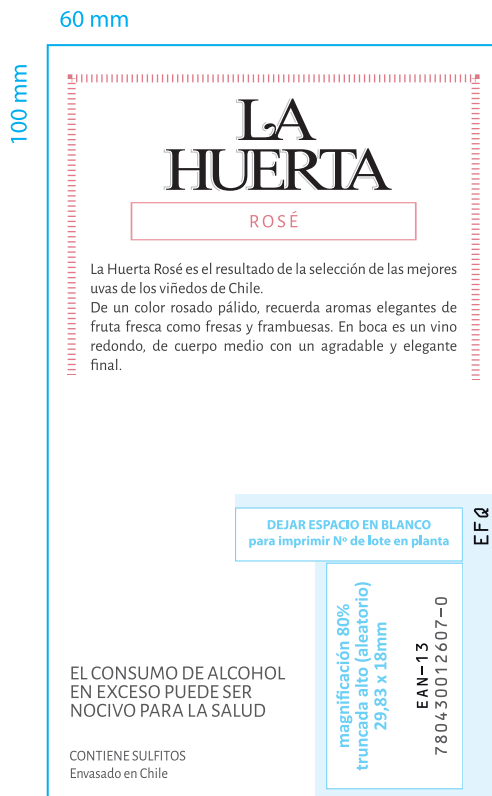 60 mm
100 mm
LA
HUERTA
ROSÉ
La Huerta Rosé es el resultado de la selección de las mejores
uvas de los viñedos de Chile.
De un color rosado pálido, recuerda aromas elegantes de
fruta fresca como fresas y frambuesas. En boca es un vino
redondo, de cuerpo medio con un agradable y elegante
final.
DEJAR ESPACIO EN BLANCO
para imprimir Nº de lote en planta
EFQ
magnificación 80%
truncada alto (aleatorio)
29,83 x 18mm
EAN-13
780430012607-0
EL CONSUMO DE ALCOHOL
EN EXCESO PUEDE SER
NOCIVO PARA LA SALUD
CONTIENE SULFITOS
Envasado en Chile